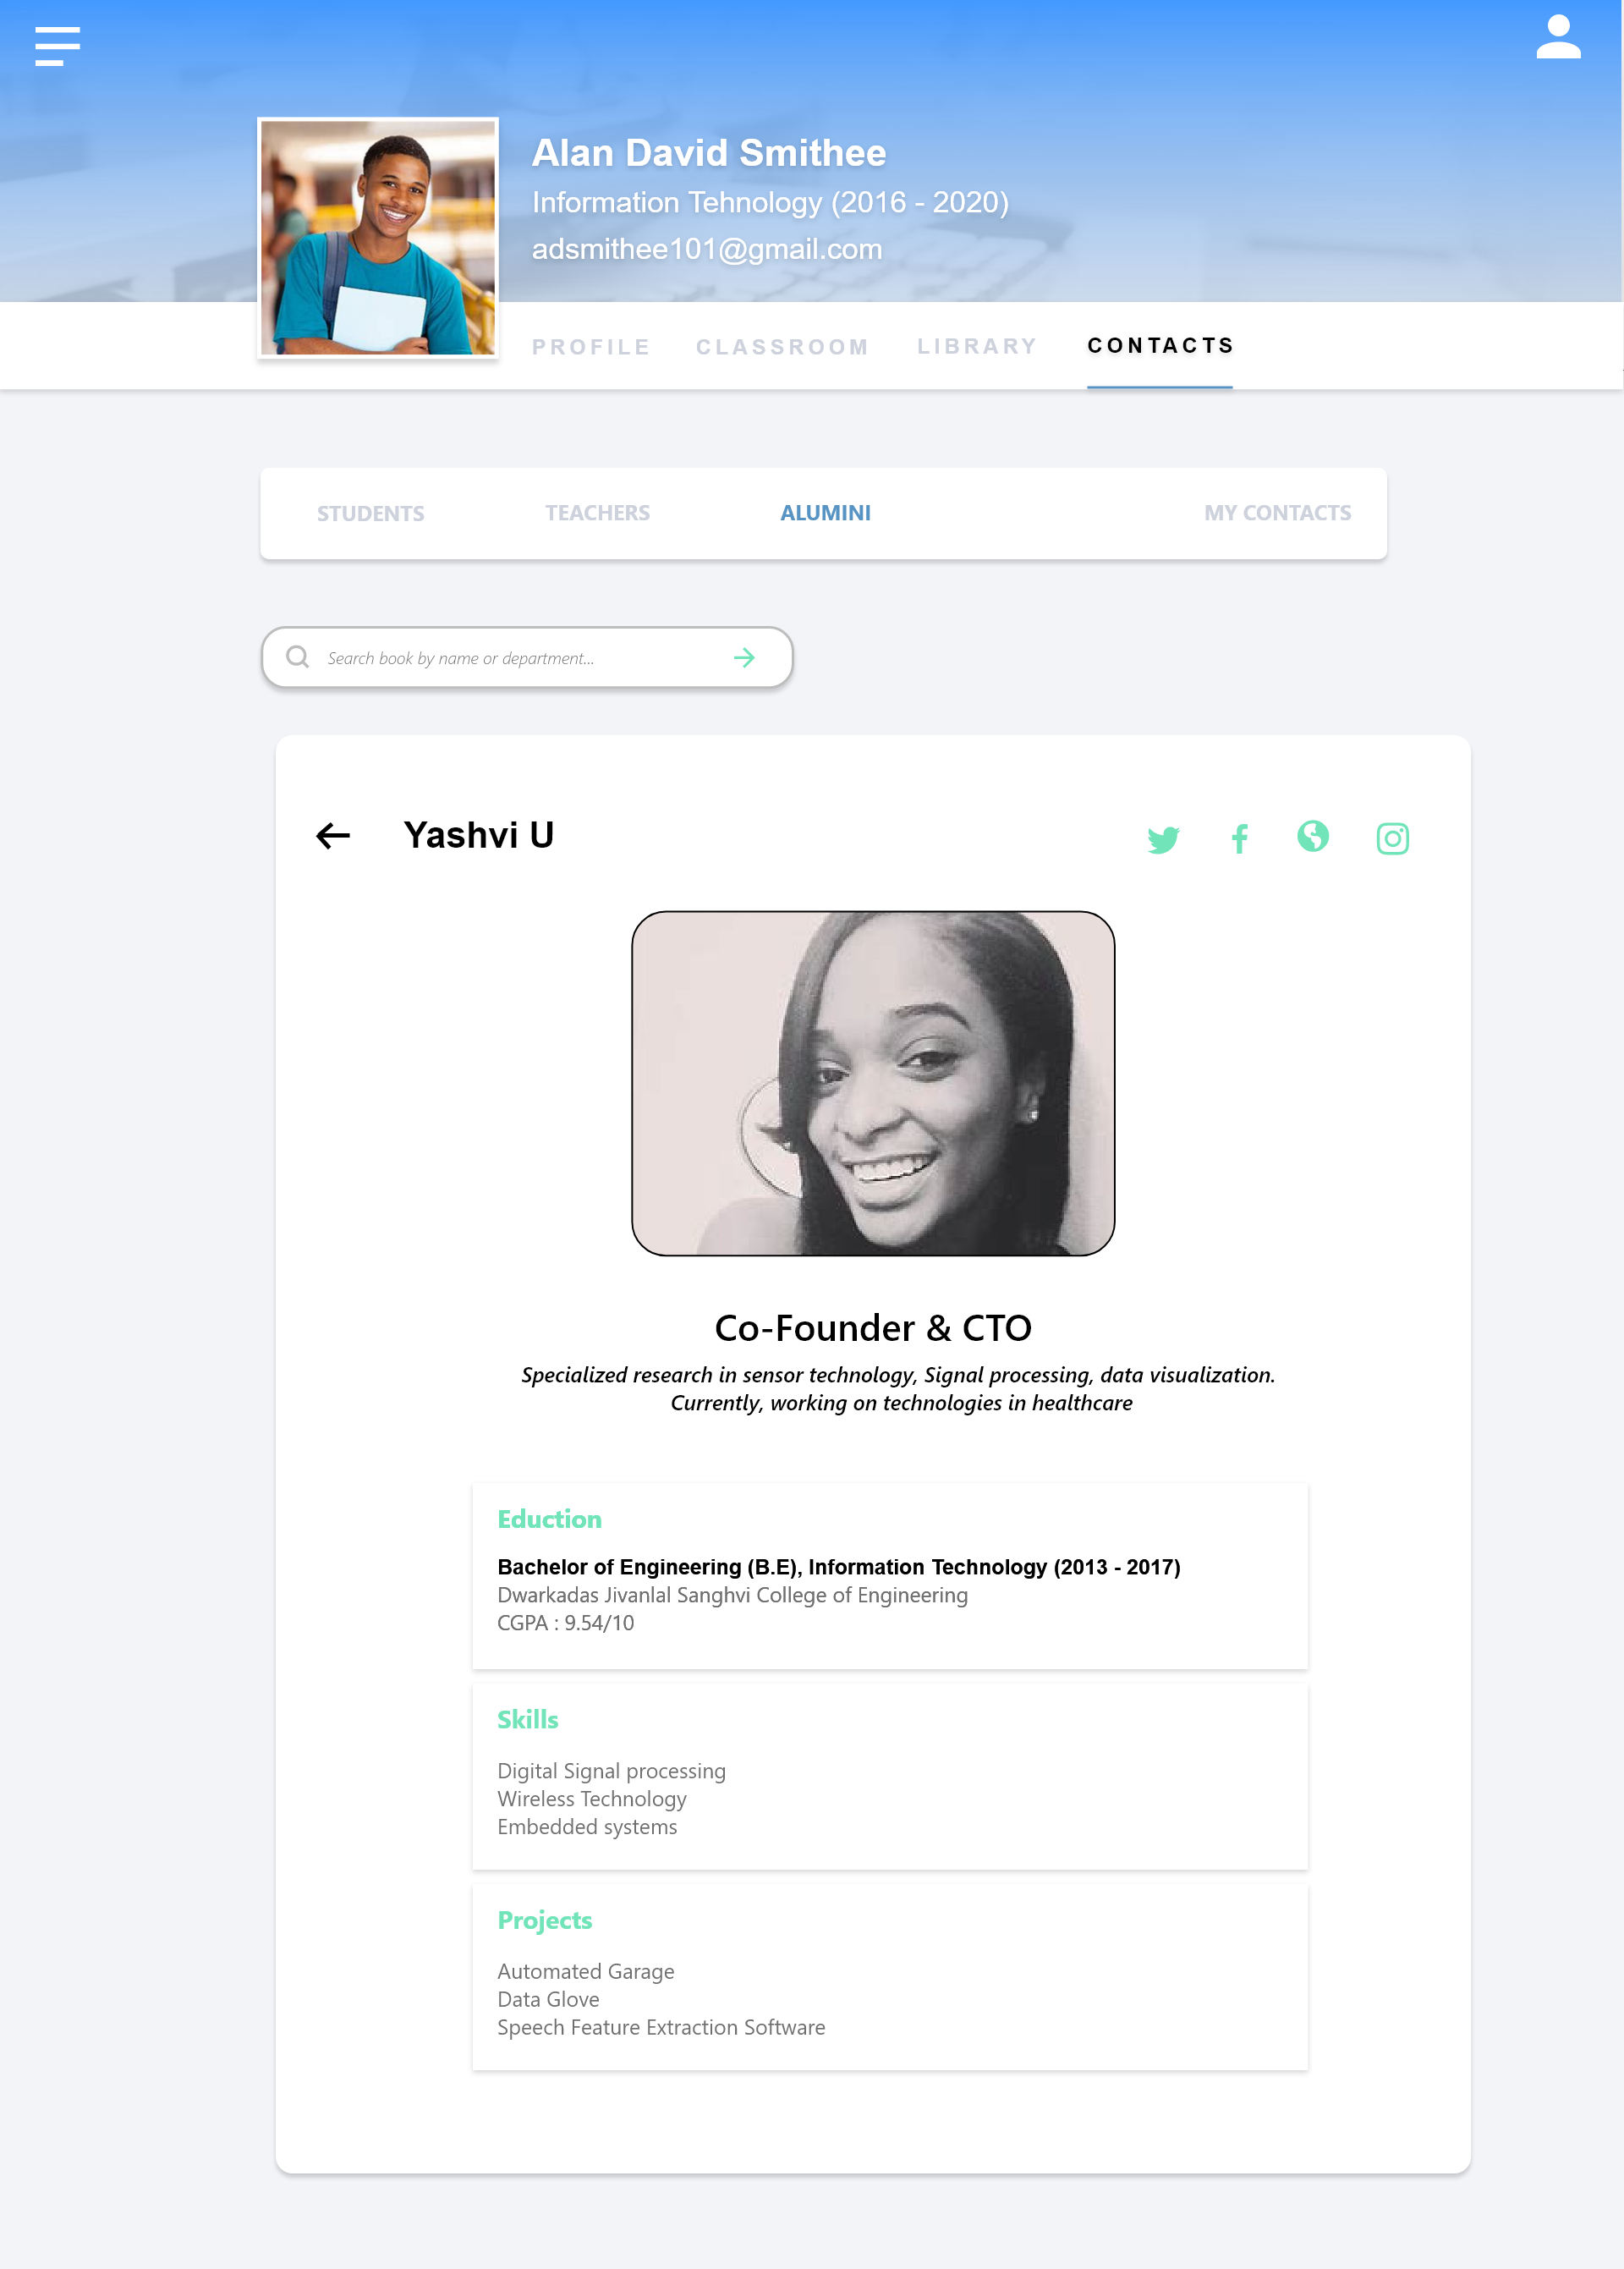 Alan David Smithee
Information Tehnology (2016 - 2020)
adsmithee101@gmail.com
PROFILE CLASSROOM LIBRARY CONTACTS
STUDENTS TEACHERS ALUMINI MY CONTACTS
Search book by name or department...
Yashvi U
Co-Founder & CTO
Specialized research in sensor technology, Signal processing, data visualization.
Currently, working on technologies in healthcare
Eduction
Bachelor of Engineering (B.E), Information Technology (2013 - 2017)
Dwarkadas Jivanlal Sanghvi College of Engineering
CGPA : 9.54/10
Skills
Digital Signal processing
Wireless Technology
Embedded systems
Projects
Automated Garage
Data Glove
Speech Feature Extraction Software